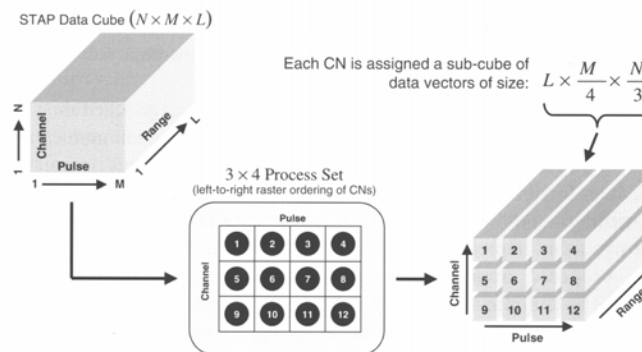 STAP Data Cube (N × M × L)
N
Channel
1
Pulse
1
M
Range
1
L
Each CN is assigned a sub-cube of
data vectors of size: L × M/4 × N/3
3 × 4 Process Set
(left-to-right raster ordering of CNs)
Pulse
Channel
1 2 3 4
5 6 7 8
9 10 11 12
Channel
1 2 3 4
5 6 7 8
9 10 11 12
Pulse
Range